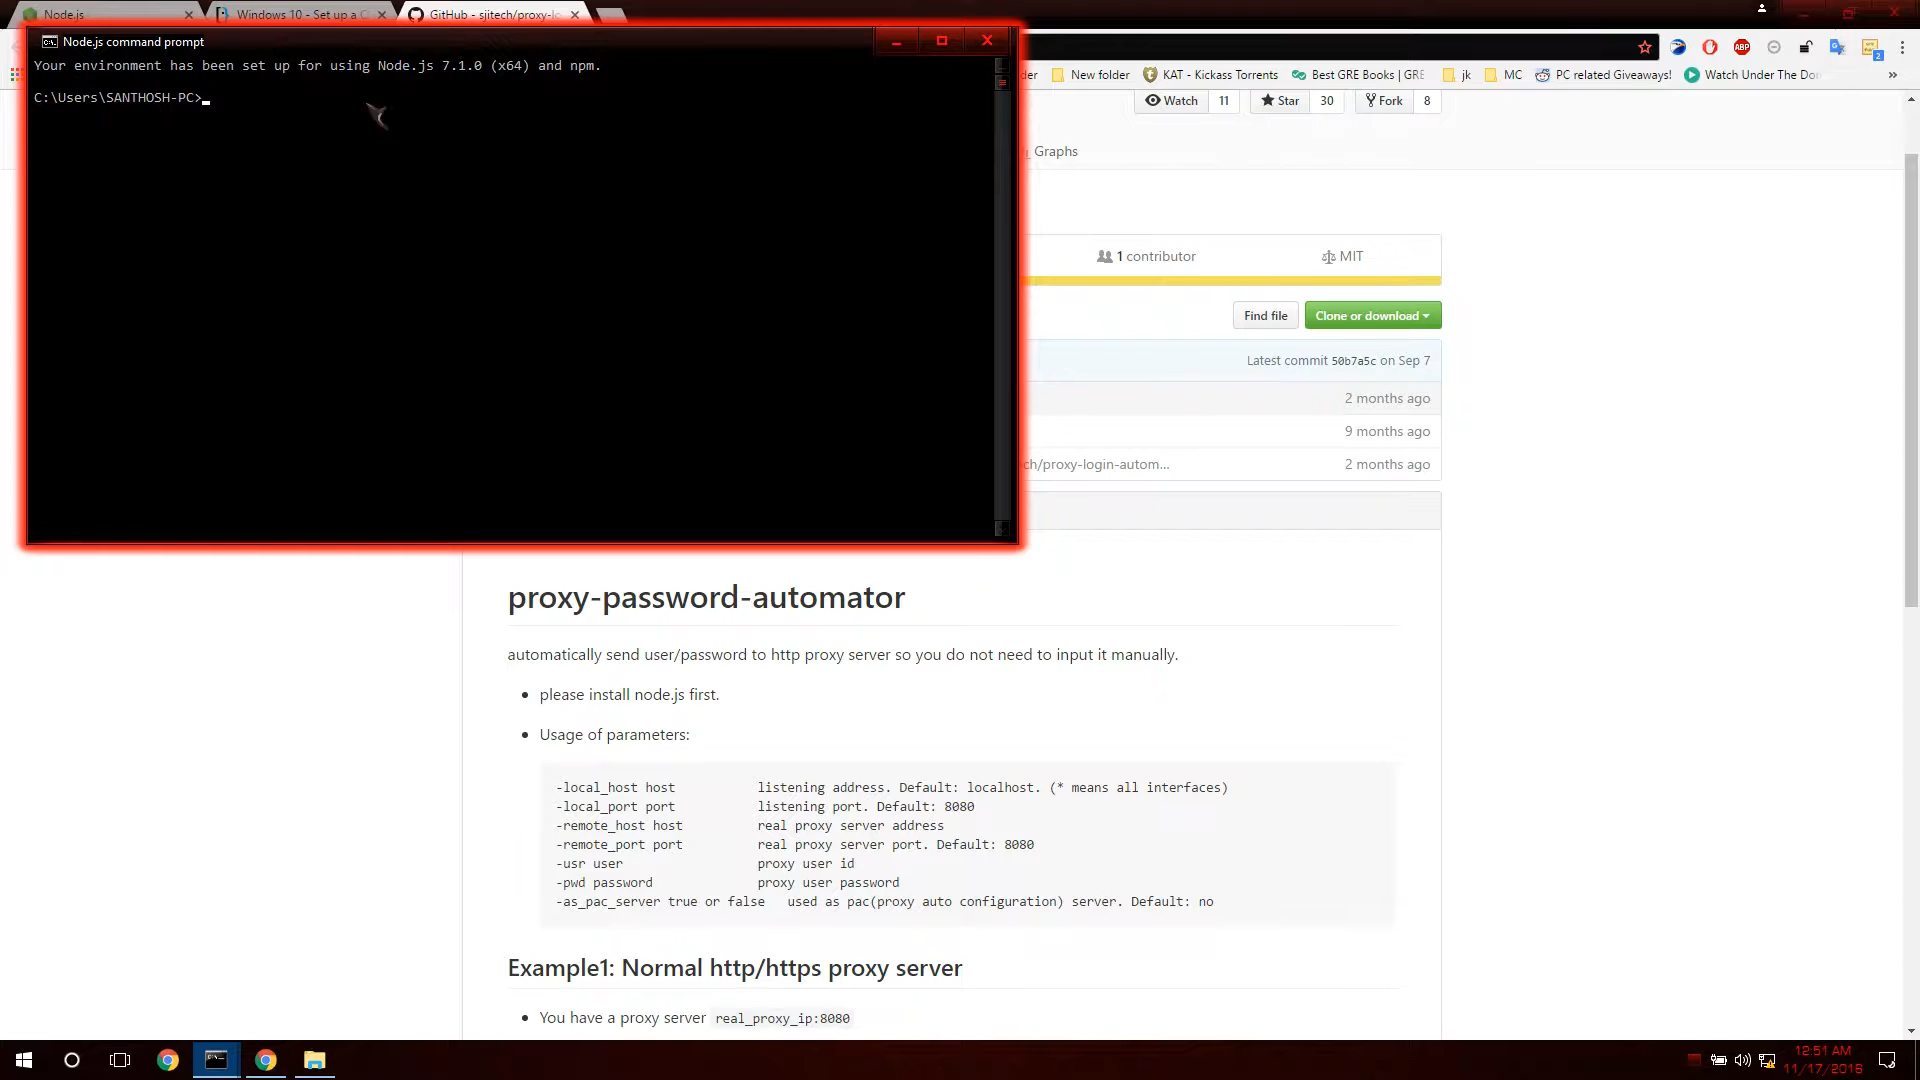 Node.js
Windows 10 - Set up a C
GitHub - sjitech/proxy-lo
Node.js command prompt
Your environment has been set up for using Node.js 7.1.0 (x64) and npm.
C:\Users\SANTHOSH-PC>
der
New folder
KAT - Kickass Torrents
Best GRE Books | GRE
jk
MC
PC related Giveaways!
Watch Under The Do
»
ABP
2
Watch 11
Star 30
Fork 8
Graphs
1 contributor
MIT
Find file
Clone or download
Latest commit 50b7a5c on Sep 7
2 months ago
9 months ago
ch/proxy-login-autom...
2 months ago
proxy-password-automator
automatically send user/password to http proxy server so you do not need to input it manually.
• please install node.js first.
• Usage of parameters:
-local_host host listening address. Default: localhost. (* means all interfaces)
-local_port port listening port. Default: 8080
-remote_host host real proxy server address
-remote_port port real proxy server port. Default: 8080
-usr user proxy user id
-pwd password proxy user password
-as_pac_server true or false used as pac(proxy auto configuration) server. Default: no
Example1: Normal http/https proxy server
• You have a proxy server real_proxy_ip:8080
12:51 AM
11/17/2016